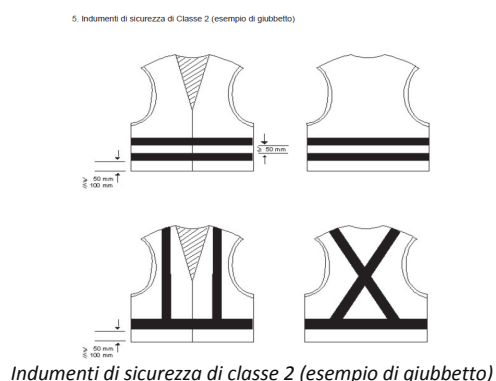 5. Indumenti di sicurezza di Classe 2 (esempio di giubbetto)
≥ 50 mm
≥ 50 mm
≤ 100 mm
≥ 50 mm
≤ 100 mm
Indumenti di sicurezza di classe 2 (esempio di giubbetto)